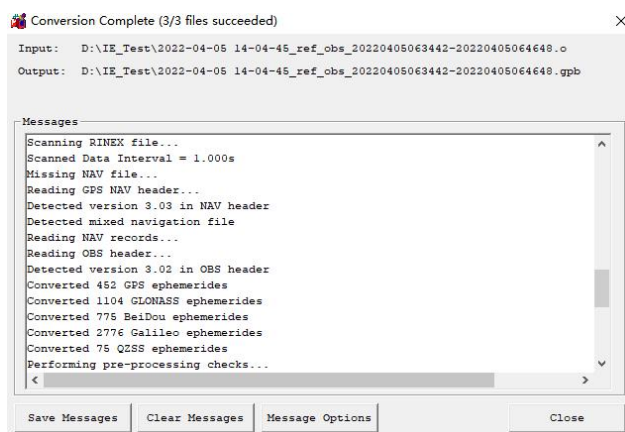 Conversion Complete (3/3 files succeeded)
Input: D:\IE_Test\2022-04-05 14-04-45_ref_obs_20220405063442-20220405064648.o
Output: D:\IE_Test\2022-04-05 14-04-45_ref_obs_20220405063442-20220405064648.gpb
Messages
Scanning RINEX file...
Scanned Data Interval = 1.000s
Missing NAV file...
Reading GPS NAV header...
Detected version 3.03 in NAV header
Detected mixed navigation file
Reading NAV records...
Reading OBS header...
Detected version 3.02 in OBS header
Converted 452 GPS ephemerides
Converted 1104 GLONASS ephemerides
Converted 775 BeiDou ephemerides
Converted 2776 Galileo ephemerides
Converted 75 QZSS ephemerides
Performing pre-processing checks...
Save Messages Clear Messages Message Options Close